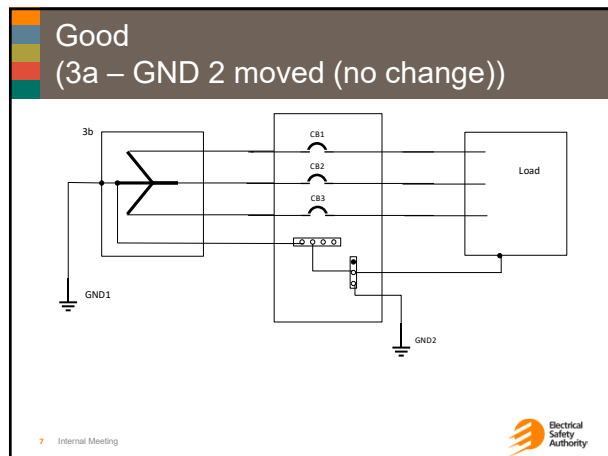 Good
(3a – GND 2 moved (no change))
3b
CB1
CB2
CB3
Load
GND1
GND2
7 Internal Meeting
Electrical
Safety
Authority